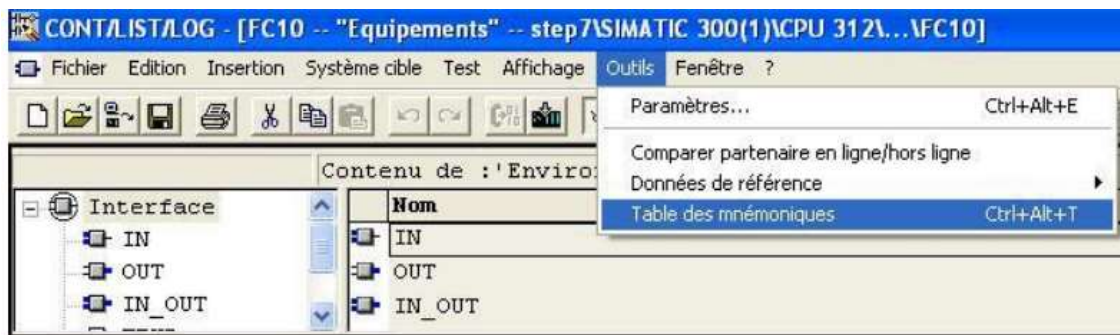 CONT/LIST/LOG - [FC10 -- "Equipements" -- step7\SIMATIC 300(1)\CPU 312\...\FC10]
Fichier Edition Insertion Système cible Test Affichage Outils Fenêtre ?
Paramètres... Ctrl+Alt+E
Comparer partenaire en ligne/hors ligne
Données de référence
Table des mnémoniques Ctrl+Alt+T
Contenu de :'Enviro
Interface
IN
OUT
IN_OUT
Nom
IN
OUT
IN_OUT